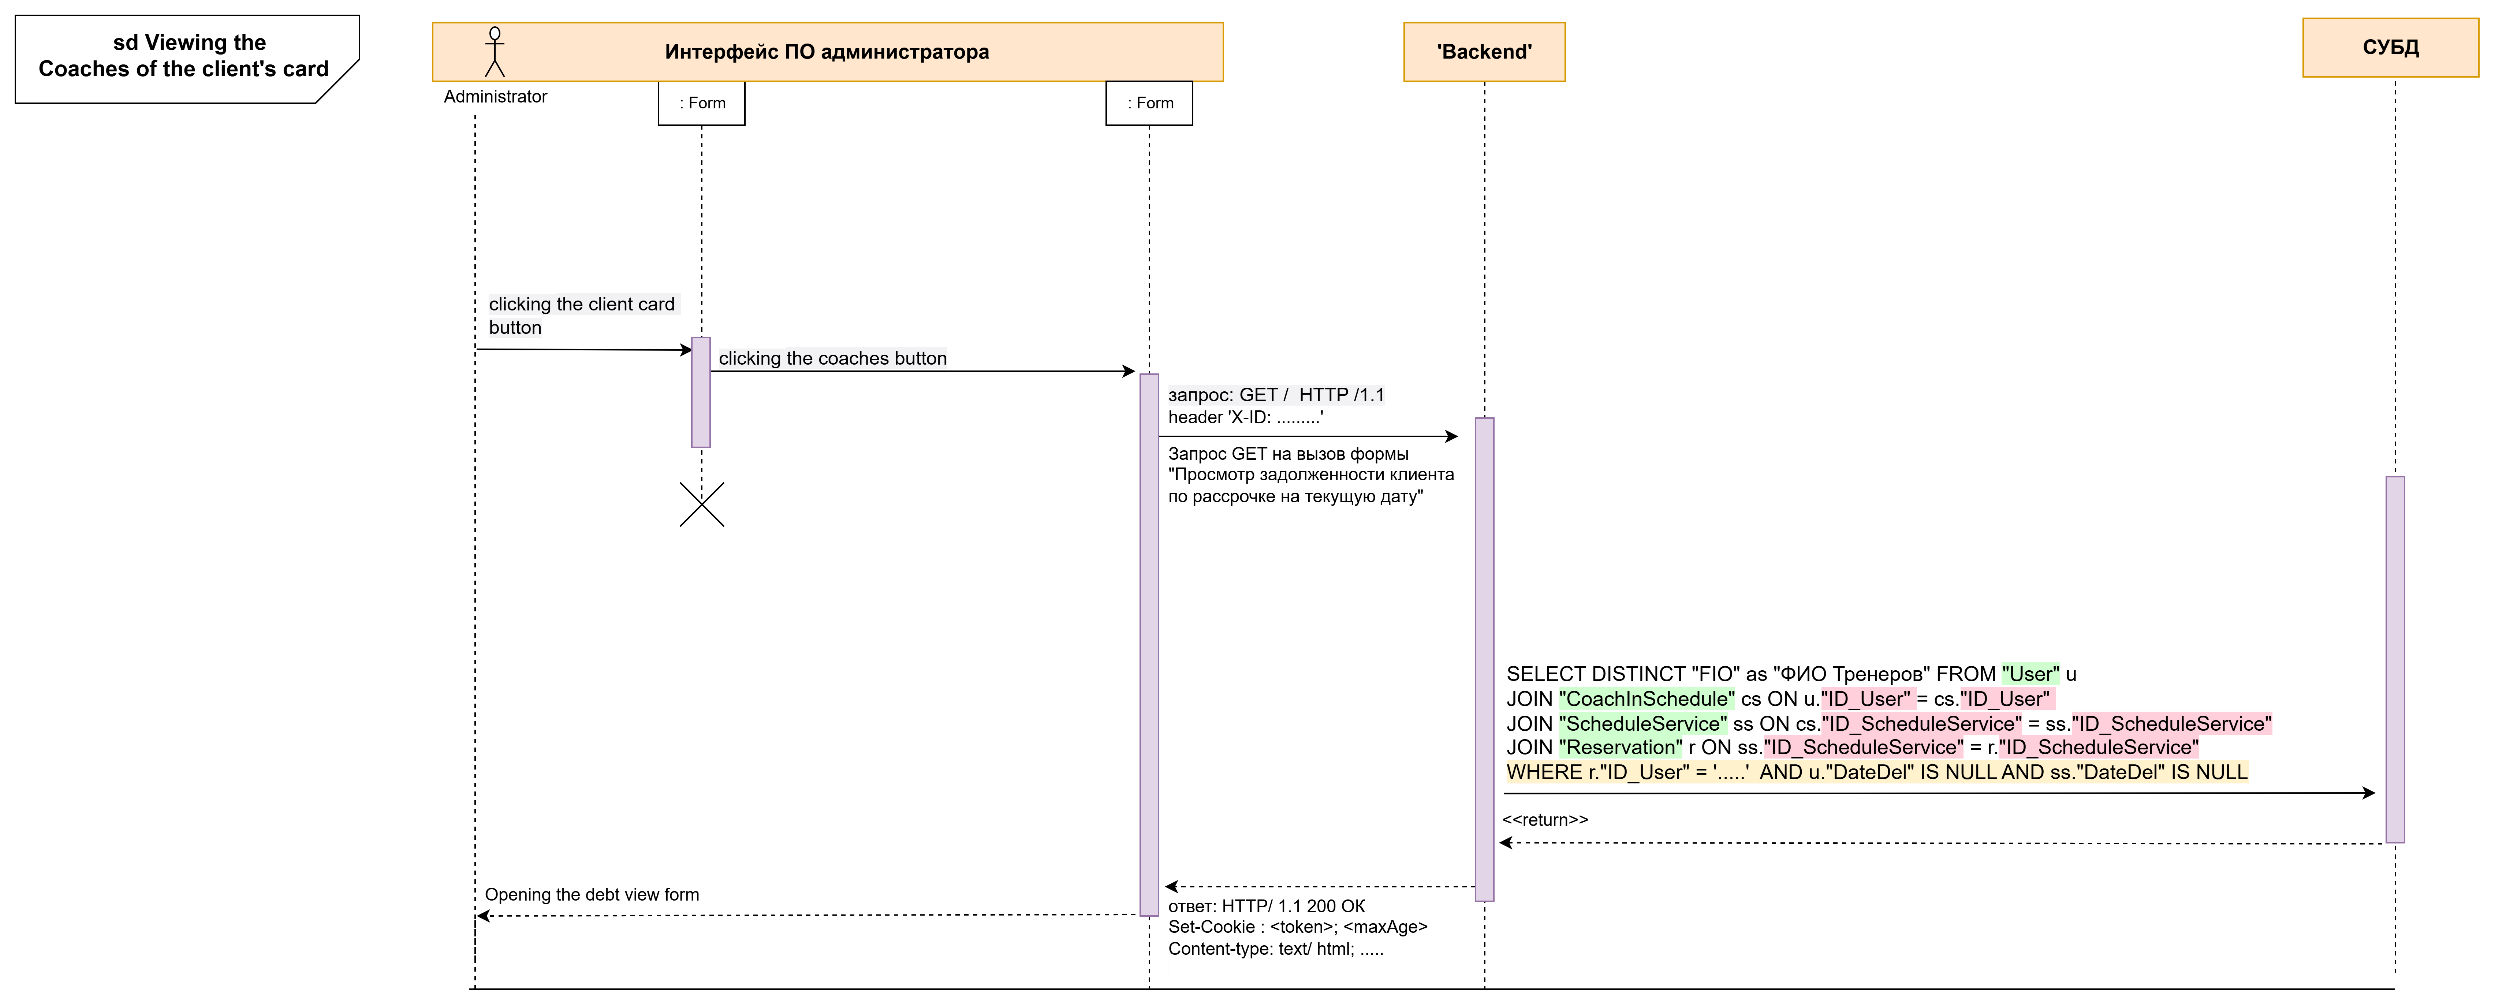 sd Viewing the
Coaches of the client's card
Интерфейс ПО администратора
'Backend'
СУБД
Administrator
: Form
: Form
clicking the client card
button
clicking the coaches button
запрос: GET /  HTTP /1.1
header 'X-ID: .........'
Запрос GET на вызов формы
"Просмотр задолженности клиента
по рассрочке на текущую дату"
SELECT DISTINCT "FIO" as "ФИО Тренеров" FROM "User" u
JOIN "CoachInSchedule" cs ON u."ID_User" = cs."ID_User"
JOIN "ScheduleService" ss ON cs."ID_ScheduleService" = ss."ID_ScheduleService"
JOIN "Reservation" r ON ss."ID_ScheduleService" = r."ID_ScheduleService"
WHERE r."ID_User" = '.....'  AND u."DateDel" IS NULL AND ss."DateDel" IS NULL
<<return>>
Opening the debt view form
ответ: HTTP/ 1.1 200 ОК
Set-Cookie : <token>; <maxAge>
Content-type: text/ html; .....